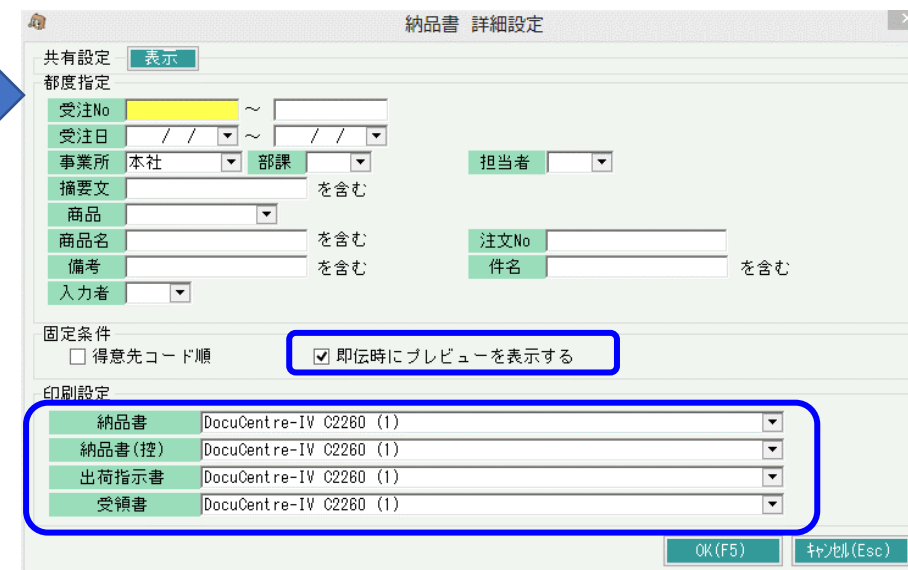 納品書 詳細設定
共有設定 表示
都度指定
受注No ～
受注日 / / ～ / /
事業所 本社 部課 担当者
摘要文 を含む
商品
商品名 を含む 注文No
備考 を含む 件名 を含む
入力者
固定条件
得意先コード順 即伝時にプレビューを表示する
印刷設定
納品書 DocuCentre-IV C2260 (1)
納品書(控) DocuCentre-IV C2260 (1)
出荷指示書 DocuCentre-IV C2260 (1)
受領書 DocuCentre-IV C2260 (1)
OK(F5) ｷｬﾝｾﾙ(Esc)